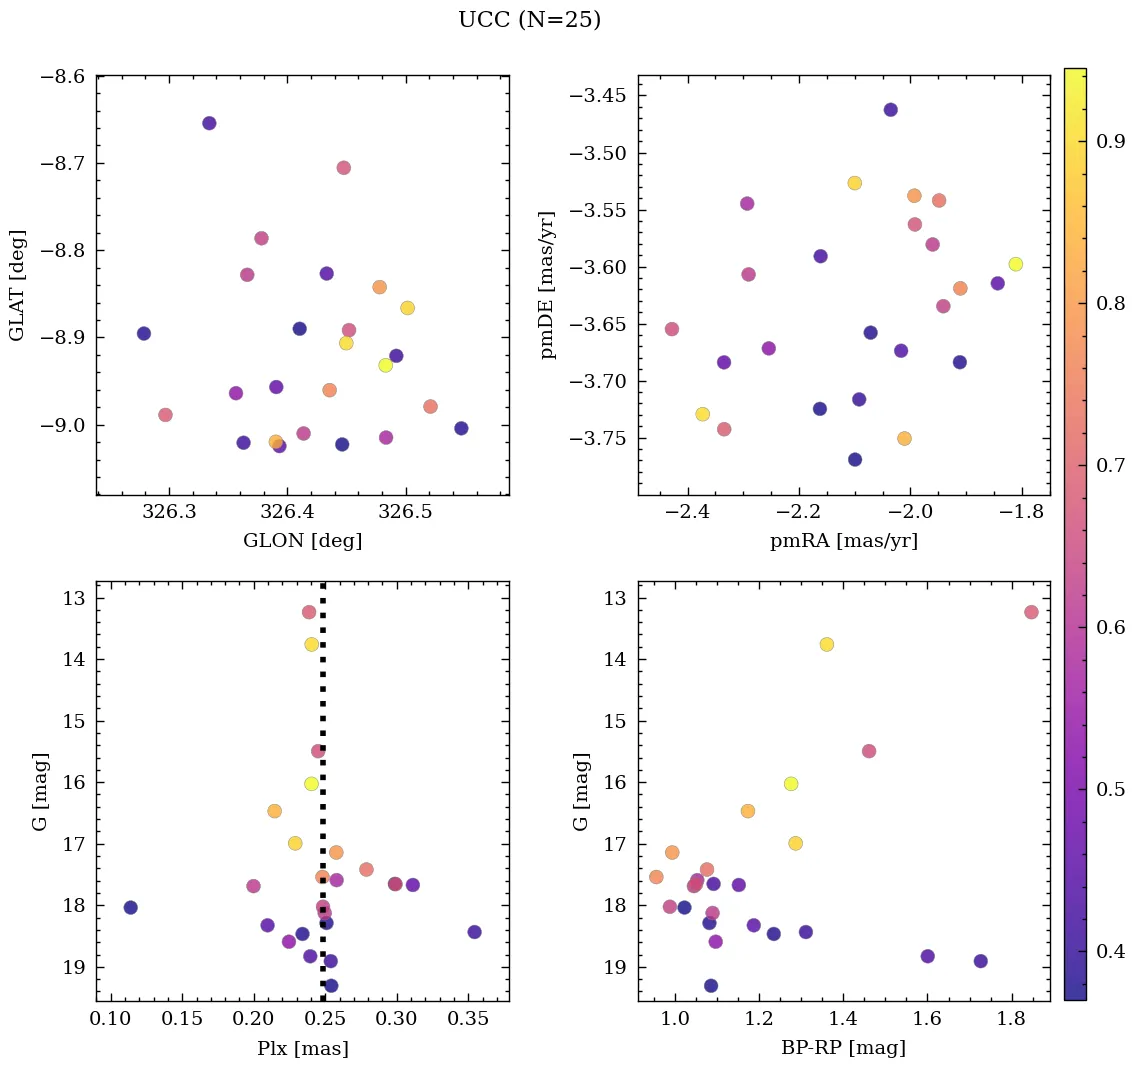 UCC (N=25)
−8.6
−8.7
−8.8
−8.9
−9.0
GLAT [deg]
326.3 326.4 326.5
GLON [deg]
−3.45
−3.50
−3.55
−3.60
−3.65
−3.70
−3.75
pmDE [mas/yr]
−2.4 −2.2 −2.0 −1.8
pmRA [mas/yr]
13
14
15
16
17
18
19
G [mag]
0.10 0.15 0.20 0.25 0.30 0.35
Plx [mas]
13
14
15
16
17
18
19
G [mag]
1.0 1.2 1.4 1.6 1.8
BP-RP [mag]
0.9
0.8
0.7
0.6
0.5
0.4